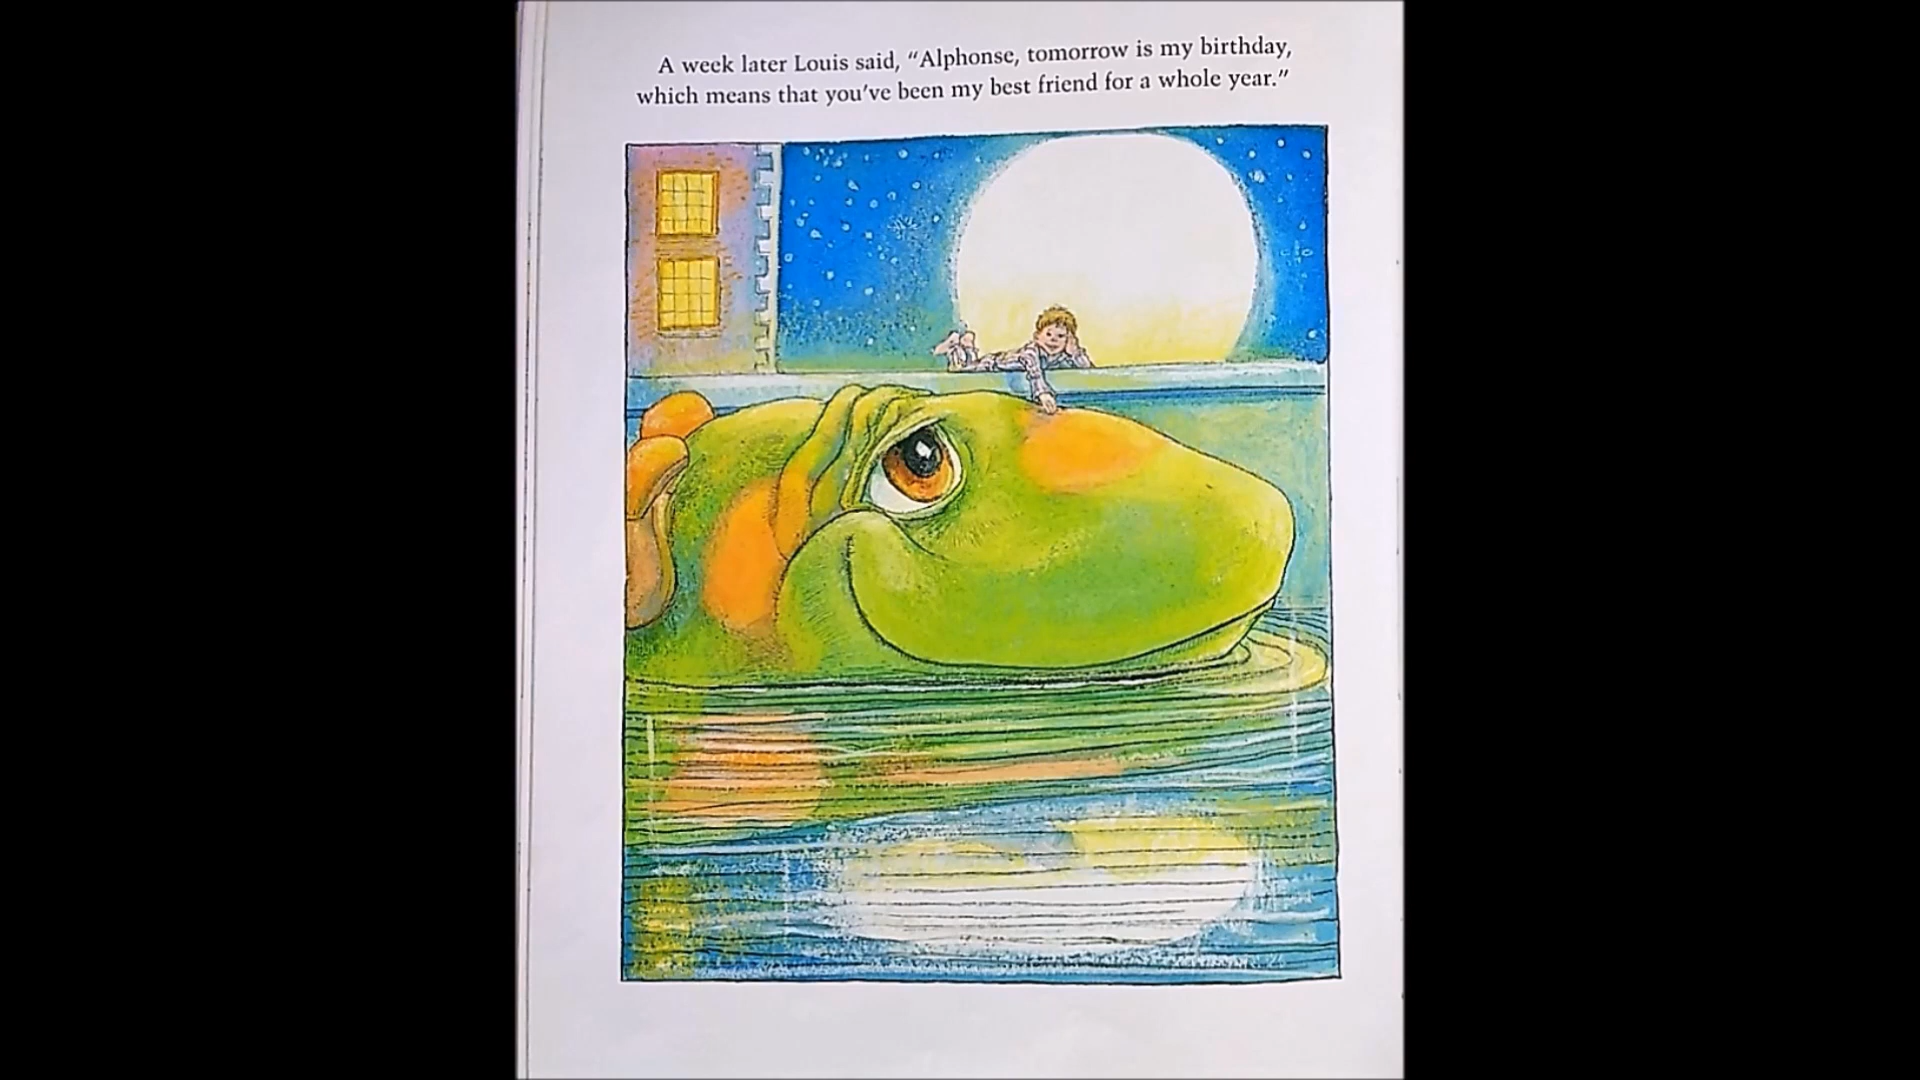 A week later Louis said, “Alphonse, tomorrow is my birthday,
which means that you’ve been my best friend for a whole year.”